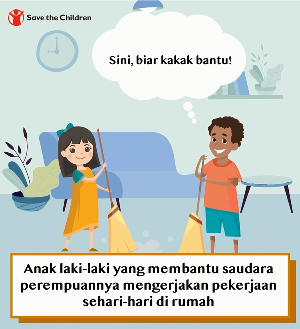 Save the Children
Sini, biar kakak bantu!
Anak laki-laki yang membantu saudara
perempuannya mengerjakan pekerjaan
sehari-hari di rumah